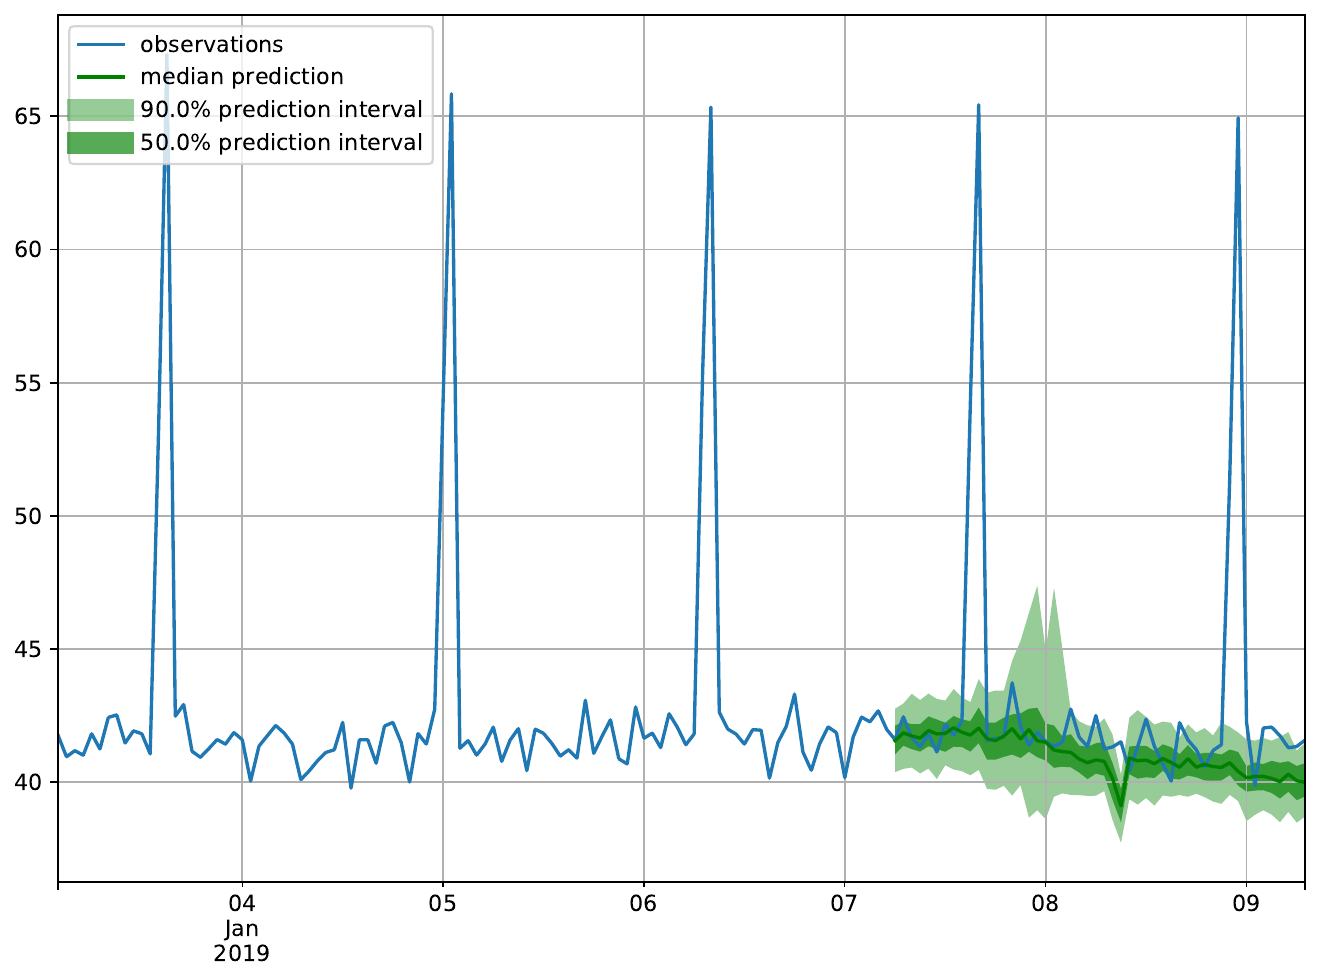 observations
median prediction
90.0% prediction interval
50.0% prediction interval
65
60
55
50
45
40
04
05
06
07
08
09
Jan
2019